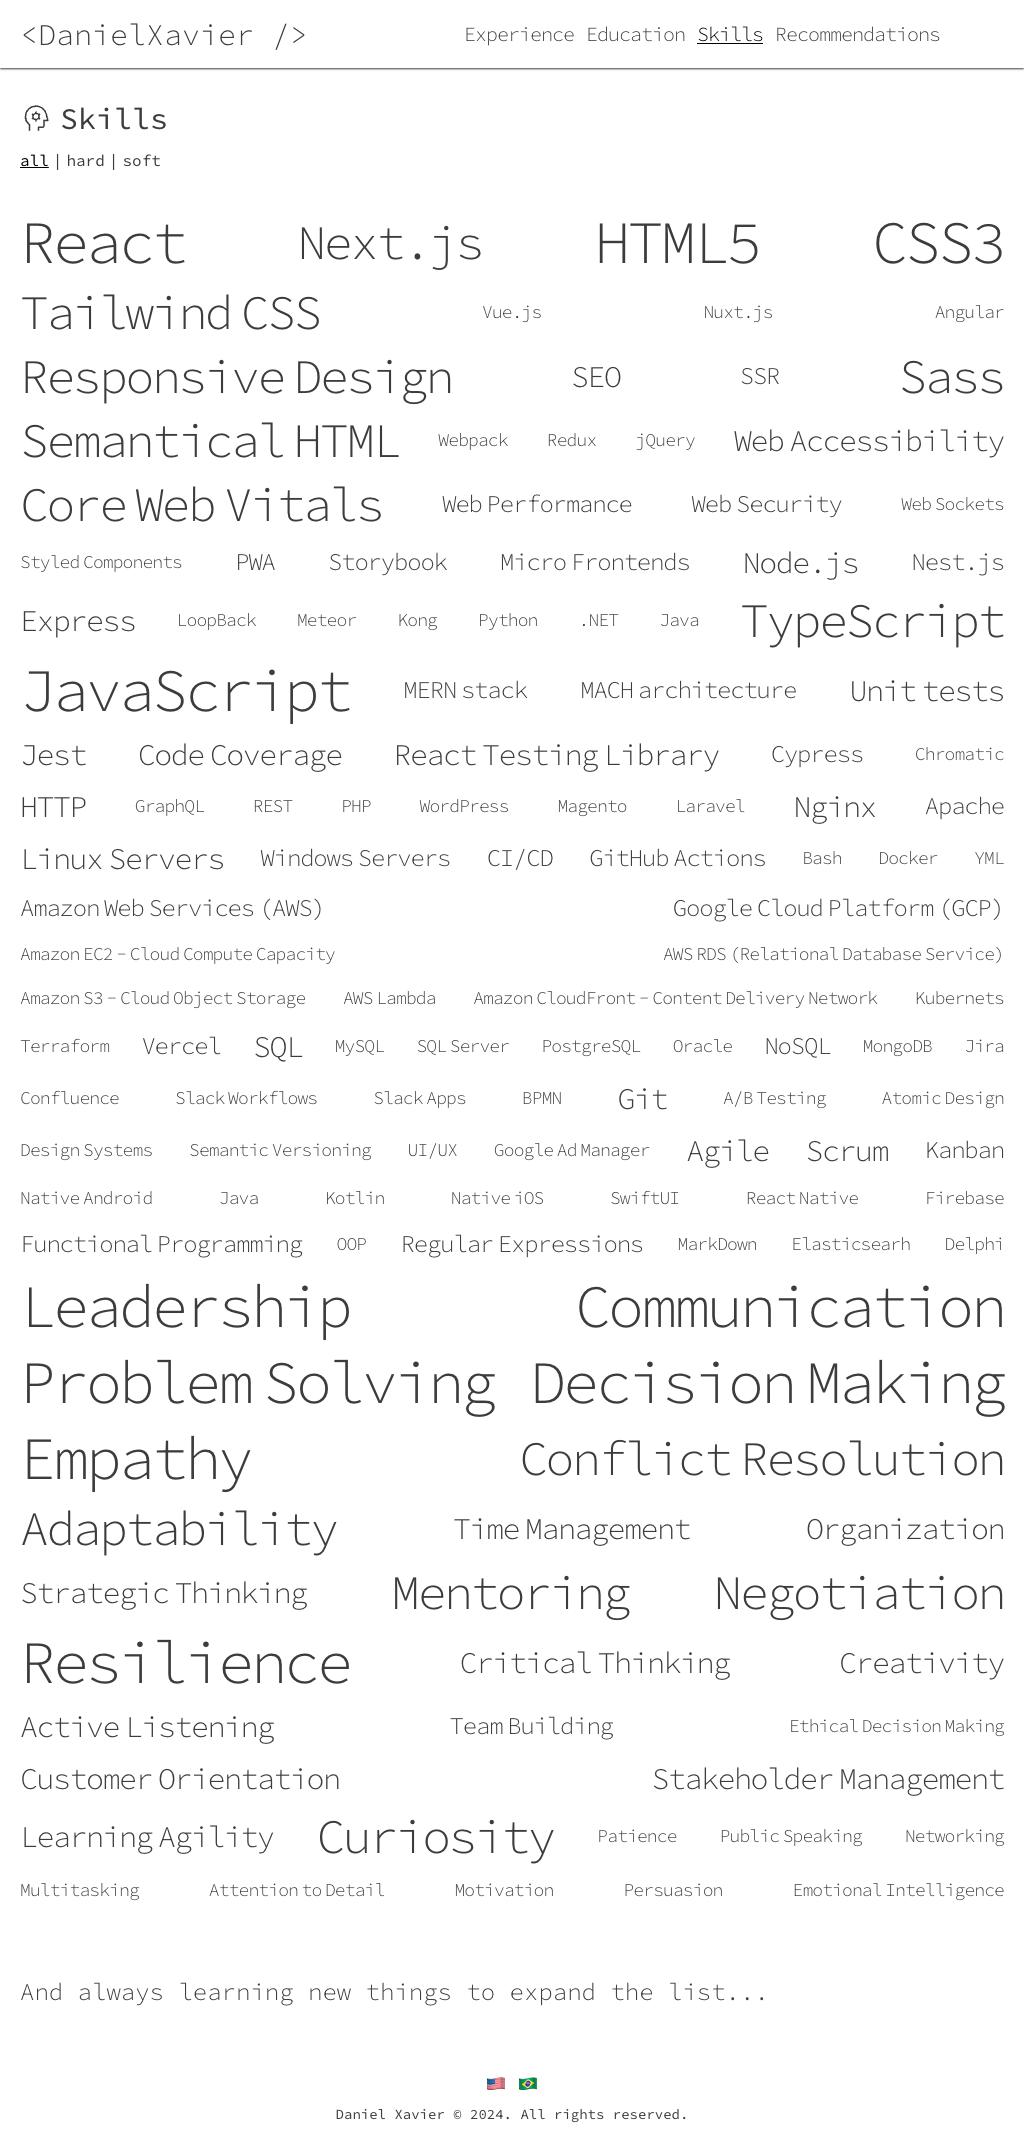 <DanielXavier />
Experience Education Skills Recommendations
Skills
all | hard | soft
React Next.js HTML5 CSS3
Tailwind CSS Vue.js Nuxt.js Angular
Responsive Design SEO SSR Sass
Semantical HTML Webpack Redux jQuery Web Accessibility
Core Web Vitals Web Performance Web Security Web Sockets
Styled Components PWA Storybook Micro Frontends Node.js Nest.js
Express LoopBack Meteor Kong Python .NET Java TypeScript
JavaScript MERN stack MACH architecture Unit tests
Jest Code Coverage React Testing Library Cypress Chromatic
HTTP GraphQL REST PHP WordPress Magento Laravel Nginx Apache
Linux Servers Windows Servers CI/CD GitHub Actions Bash Docker YML
Amazon Web Services (AWS) Google Cloud Platform (GCP)
Amazon EC2 - Cloud Compute Capacity AWS RDS (Relational Database Service)
Amazon S3 - Cloud Object Storage AWS Lambda Amazon CloudFront - Content Delivery Network Kubernets
Terraform Vercel SQL MySQL SQL Server PostgreSQL Oracle NoSQL MongoDB Jira
Confluence Slack Workflows Slack Apps BPMN Git A/B Testing Atomic Design
Design Systems Semantic Versioning UI/UX Google Ad Manager Agile Scrum Kanban
Native Android Java Kotlin Native iOS SwiftUI React Native Firebase
Functional Programming OOP Regular Expressions MarkDown Elasticsearh Delphi
Leadership Communication
Problem Solving Decision Making
Empathy Conflict Resolution
Adaptability Time Management Organization
Strategic Thinking Mentoring Negotiation
Resilience Critical Thinking Creativity
Active Listening Team Building Ethical Decision Making
Customer Orientation Stakeholder Management
Learning Agility Curiosity Patience Public Speaking Networking
Multitasking Attention to Detail Motivation Persuasion Emotional Intelligence
And always learning new things to expand the list...
Daniel Xavier © 2024. All rights reserved.